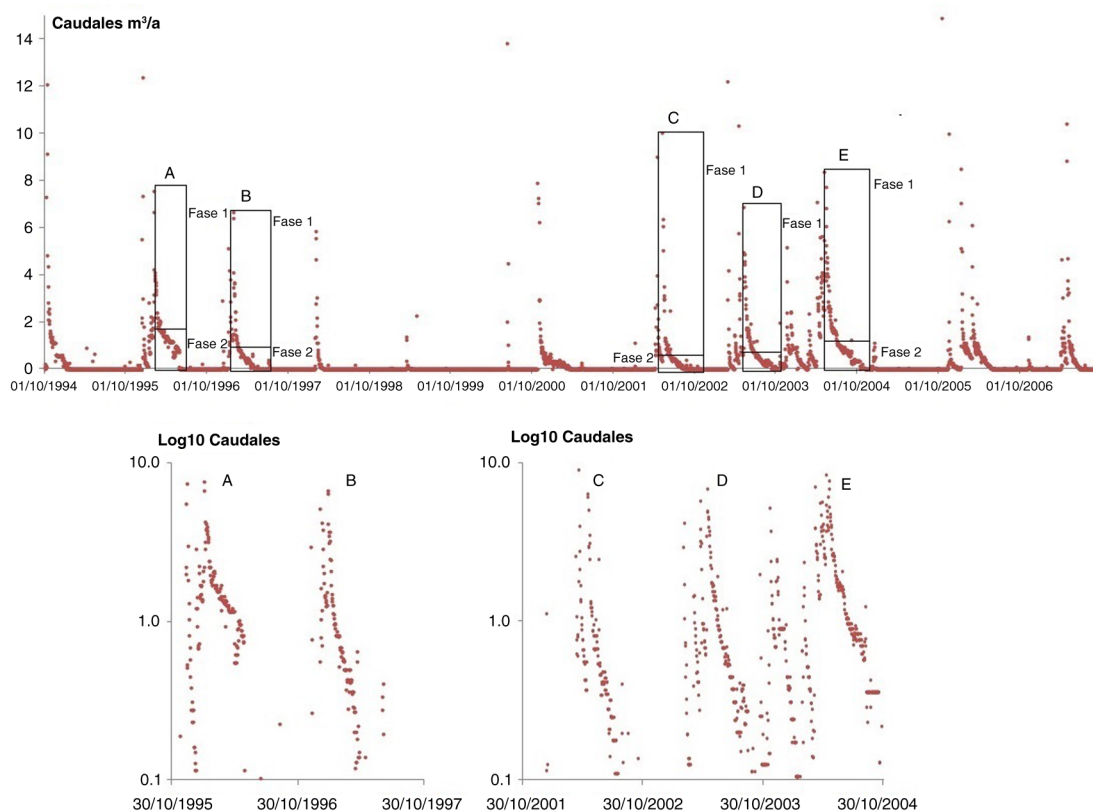 Caudales m³/a
14
12
10
8
6
4
2
0
A
Fase 1
Fase 2
B
Fase 1
Fase 2
C
Fase 1
Fase 2
D
Fase 1
E
Fase 1
Fase 2
01/10/1994 01/10/1995 01/10/1996 01/10/1997 01/10/1998 01/10/1999 01/10/2000 01/10/2001 01/10/2002 01/10/2003 01/10/2004 01/10/2005 01/10/2006
Log10 Caudales
10.0
1.0
0.1
A B
30/10/1995 30/10/1996 30/10/1997
Log10 Caudales
10.0
1.0
0.1
C D E
30/10/2001 30/10/2002 30/10/2003 30/10/2004